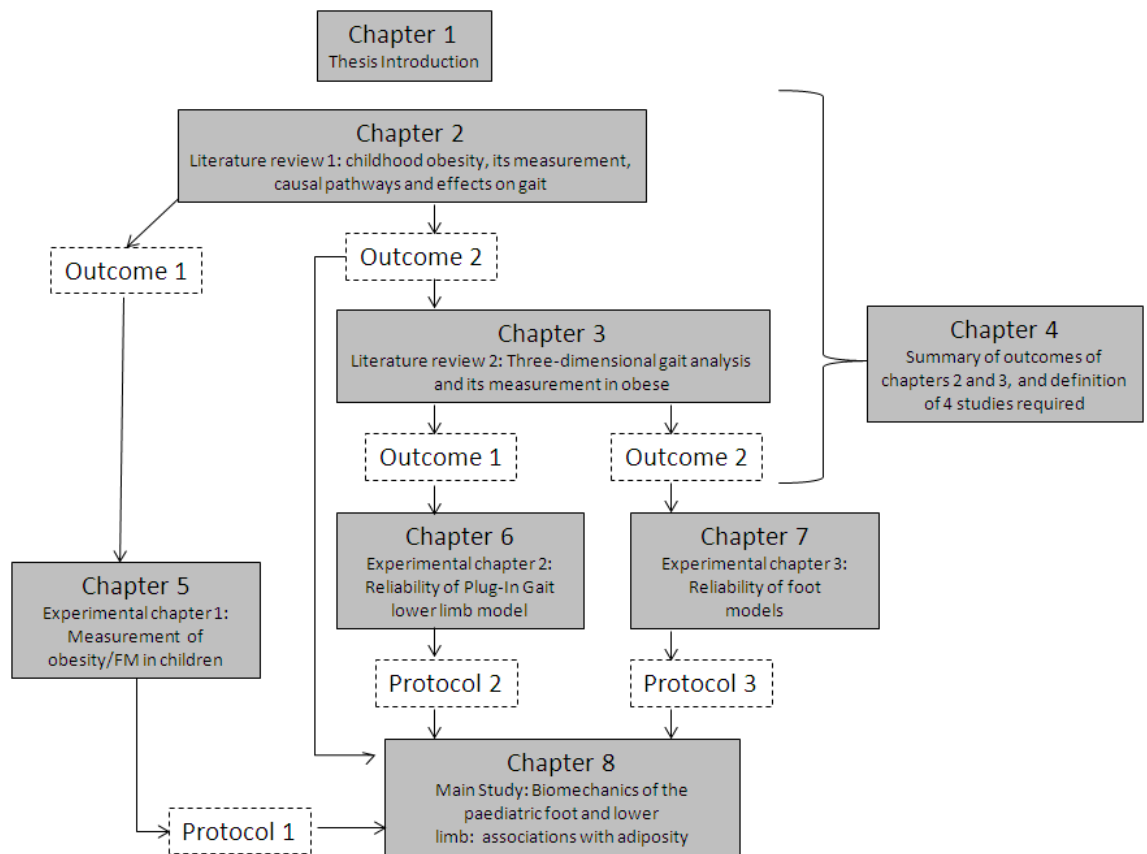 Chapter 1
Thesis Introduction
Chapter 2
Literature review 1: childhood obesity, its measurement,
causal pathways and effects on gait
Outcome 1
Outcome 2
Chapter 3
Literature review 2: Three-dimensional gait analysis
and its measurement in obese
Chapter 4
Summary of outcomes of
chapters 2 and 3, and definition
of 4 studies required
Outcome 1
Outcome 2
Chapter 5
Experimental chapter 1:
Measurement of
obesity/FM in children
Chapter 6
Experimental chapter 2:
Reliability of Plug-In Gait
lower limb model
Chapter 7
Experimental chapter 3:
Reliability of foot
models
Protocol 2
Protocol 3
Protocol 1
Chapter 8
Main Study: Biomechanics of the
paediatric foot and lower
limb: associations with adiposity